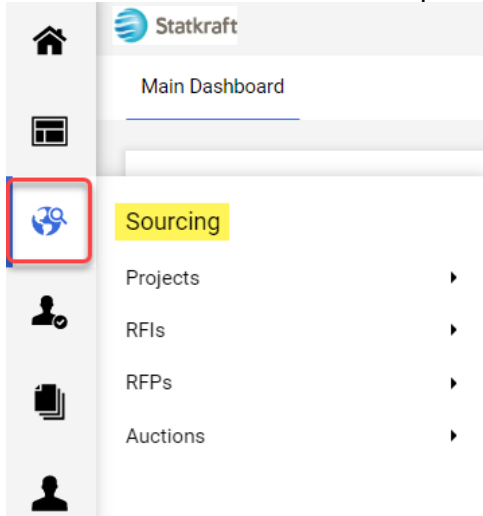 Statkraft
Main Dashboard
Sourcing
Projects
RFIs
RFPs
Auctions